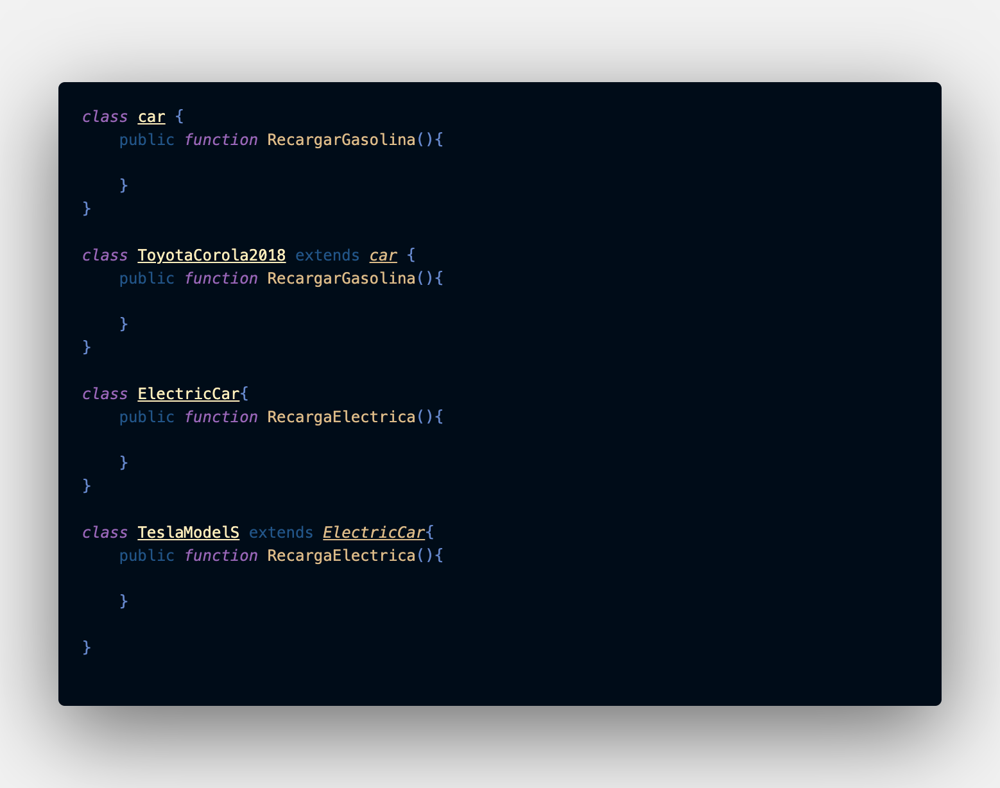 class car {
    public function RecargarGasolina(){

    }
}

class ToyotaCorola2018 extends car {
    public function RecargarGasolina(){

    }
}

class ElectricCar{
    public function RecargaElectrica(){

    }
}

class TeslaModelS extends ElectricCar{
    public function RecargaElectrica(){

    }

}